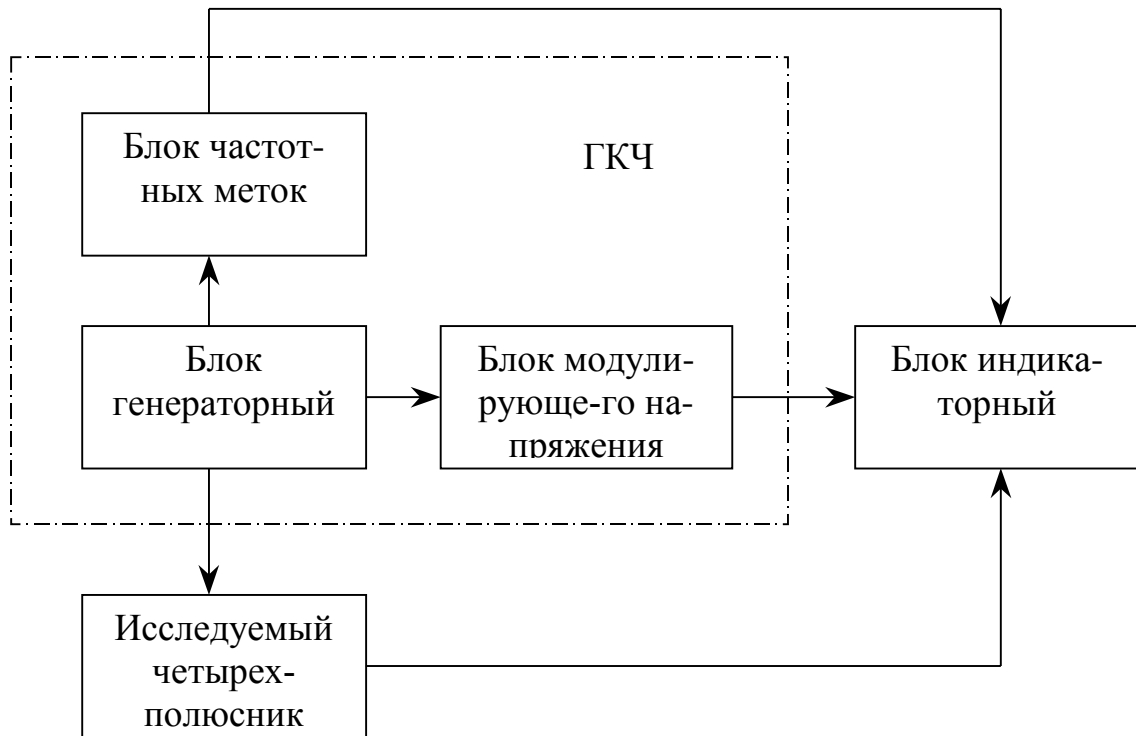 Блок частот-
ных меток
ГКЧ
Блок
генераторный
Блок модули-
рующе-го на-
пряжения
Блок индика-
торный
Исследуемый
четырех-
полюсник